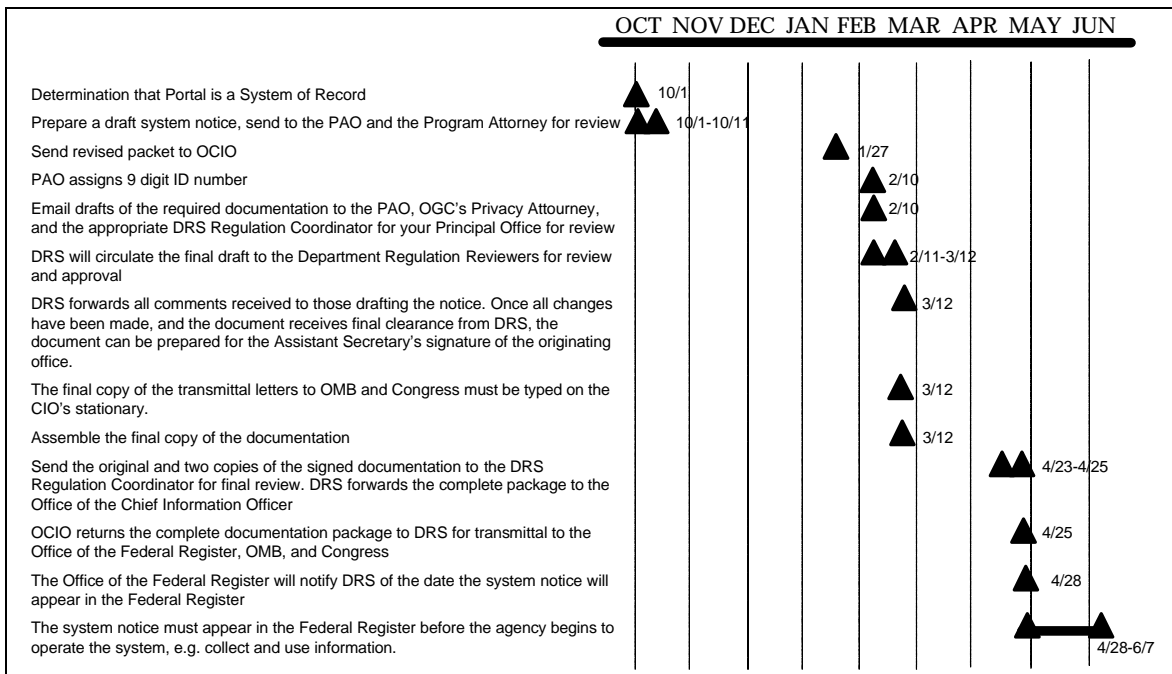 OCT NOV DEC JAN FEB MAR APR MAY JUN
Determination that Portal is a System of Record 10/1
Prepare a draft system notice, send to the PAO and the Program Attorney for review 10/1-10/11
Send revised packet to OCIO 1/27
PAO assigns 9 digit ID number 2/10
Email drafts of the required documentation to the PAO, OGC's Privacy Attourney, 2/10
and the appropriate DRS Regulation Coordinator for your Principal Office for review
DRS will circulate the final draft to the Department Regulation Reviewers for review 2/11-3/12
and approval
DRS forwards all comments received to those drafting the notice. Once all changes 3/12
have been made, and the document receives final clearance from DRS, the
document can be prepared for the Assistant Secretary's signature of the originating
office.
The final copy of the transmittal letters to OMB and Congress must be typed on the 3/12
CIO's stationary.
Assemble the final copy of the documentation 3/12
Send the original and two copies of the signed documentation to the DRS 4/23-4/25
Regulation Coordinator for final review. DRS forwards the complete package to the
Office of the Chief Information Officer
OCIO returns the complete documentation package to DRS for transmittal to the 4/25
Office of the Federal Register, OMB, and Congress
The Office of the Federal Register will notify DRS of the date the system notice will 4/28
appear in the Federal Register
The system notice must appear in the Federal Register before the agency begins to
operate the system, e.g. collect and use information. 4/28-6/7